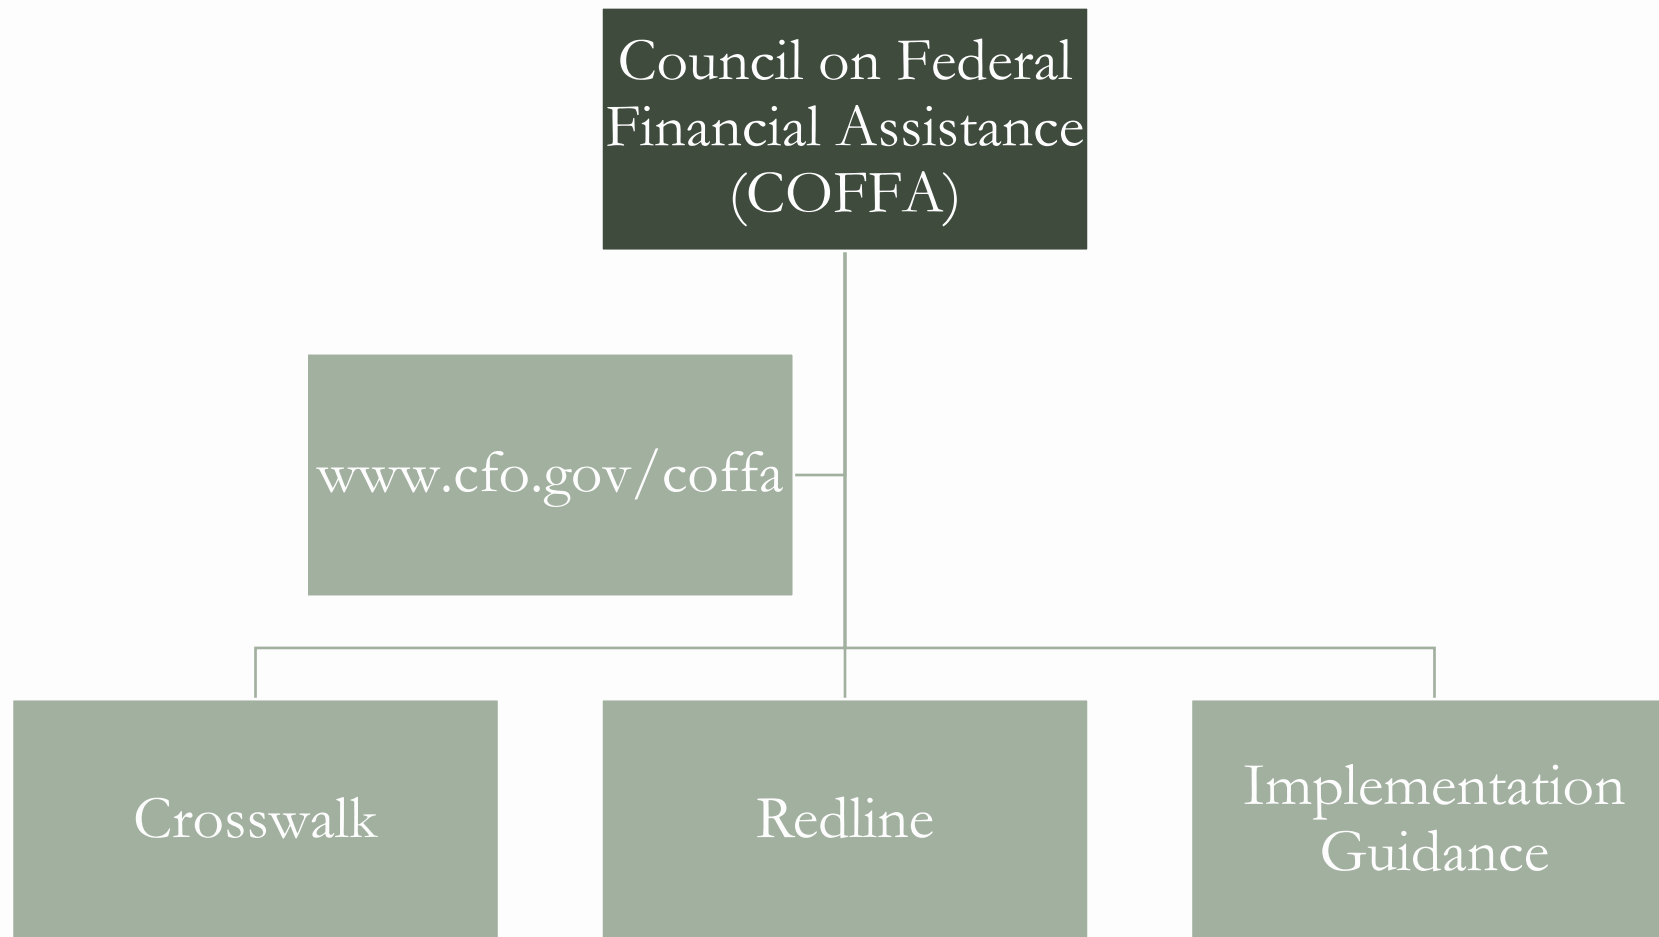 Council on Federal
Financial Assistance
(COFFA)
www.cfo.gov/coffa
Crosswalk
Redline
Implementation
Guidance